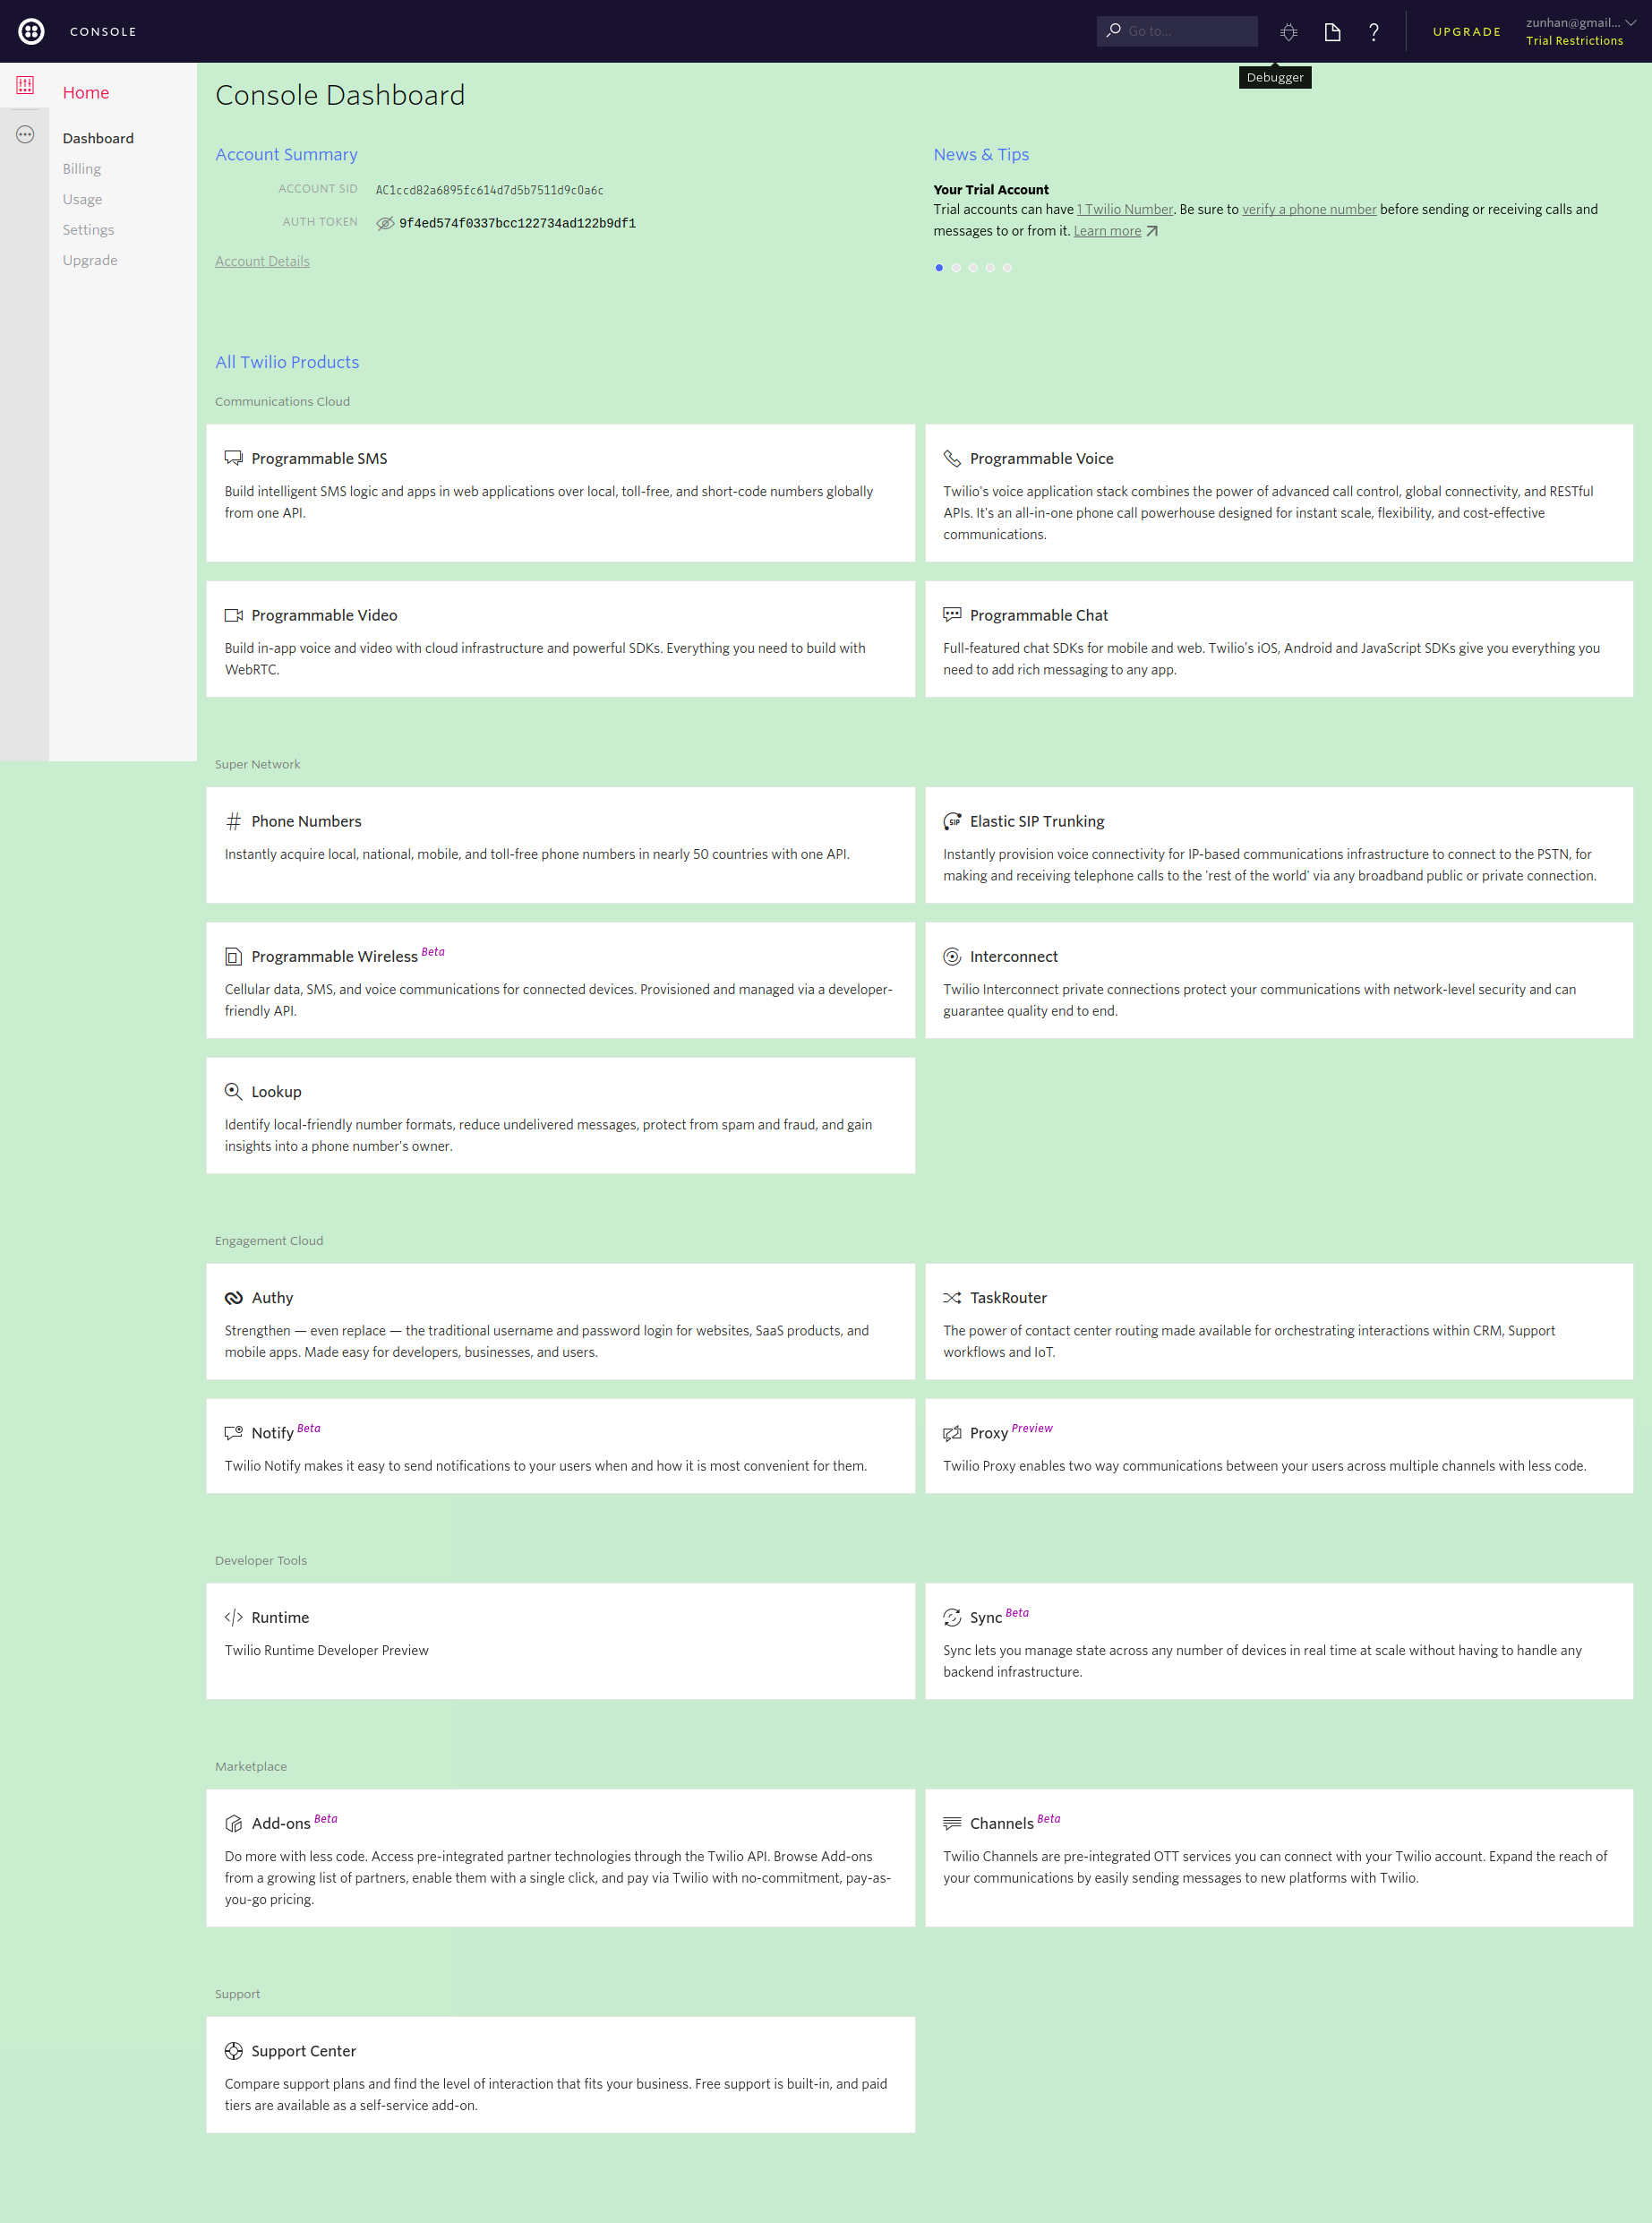 CONSOLE
Go to...
UPGRADE
zunhan@gmail...
Trial Restrictions
Debugger
Home
Dashboard
Billing
Usage
Settings
Upgrade
Console Dashboard
Account Summary
ACCOUNT SID AC1ccd82a6895fc614d7d5b7511d9c0a6c
AUTH TOKEN 9f4ed574f0337bcc122734ad122b9df1
Account Details
News & Tips
Your Trial Account
Trial accounts can have 1 Twilio Number. Be sure to verify a phone number before sending or receiving calls and
messages to or from it. Learn more
All Twilio Products
Communications Cloud
Programmable SMS
Build intelligent SMS logic and apps in web applications over local, toll-free, and short-code numbers globally
from one API.
Programmable Voice
Twilio's voice application stack combines the power of advanced call control, global connectivity, and RESTful
APIs. It's an all-in-one phone call powerhouse designed for instant scale, flexibility, and cost-effective
communications.
Programmable Video
Build in-app voice and video with cloud infrastructure and powerful SDKs. Everything you need to build with
WebRTC.
Programmable Chat
Full-featured chat SDKs for mobile and web. Twilio's iOS, Android and JavaScript SDKs give you everything you
need to add rich messaging to any app.
Super Network
Phone Numbers
Instantly acquire local, national, mobile, and toll-free phone numbers in nearly 50 countries with one API.
SIP
Elastic SIP Trunking
Instantly provision voice connectivity for IP-based communications infrastructure to connect to the PSTN, for
making and receiving telephone calls to the 'rest of the world' via any broadband public or private connection.
Programmable Wireless Beta
Cellular data, SMS, and voice communications for connected devices. Provisioned and managed via a developer-
friendly API.
Interconnect
Twilio Interconnect private connections protect your communications with network-level security and can
guarantee quality end to end.
Lookup
Identify local-friendly number formats, reduce undelivered messages, protect from spam and fraud, and gain
insights into a phone number's owner.
Engagement Cloud
Authy
Strengthen — even replace — the traditional username and password login for websites, SaaS products, and
mobile apps. Made easy for developers, businesses, and users.
TaskRouter
The power of contact center routing made available for orchestrating interactions within CRM, Support
workflows and IoT.
Notify Beta
Twilio Notify makes it easy to send notifications to your users when and how it is most convenient for them.
Proxy Preview
Twilio Proxy enables two way communications between your users across multiple channels with less code.
Developer Tools
Runtime
Twilio Runtime Developer Preview
Sync Beta
Sync lets you manage state across any number of devices in real time at scale without having to handle any
backend infrastructure.
Marketplace
Add-ons Beta
Do more with less code. Access pre-integrated partner technologies through the Twilio API. Browse Add-ons
from a growing list of partners, enable them with a single click, and pay via Twilio with no-commitment, pay-as-
you-go pricing.
Channels Beta
Twilio Channels are pre-integrated OTT services you can connect with your Twilio account. Expand the reach of
your communications by easily sending messages to new platforms with Twilio.
Support
Support Center
Compare support plans and find the level of interaction that fits your business. Free support is built-in, and paid
tiers are available as a self-service add-on.